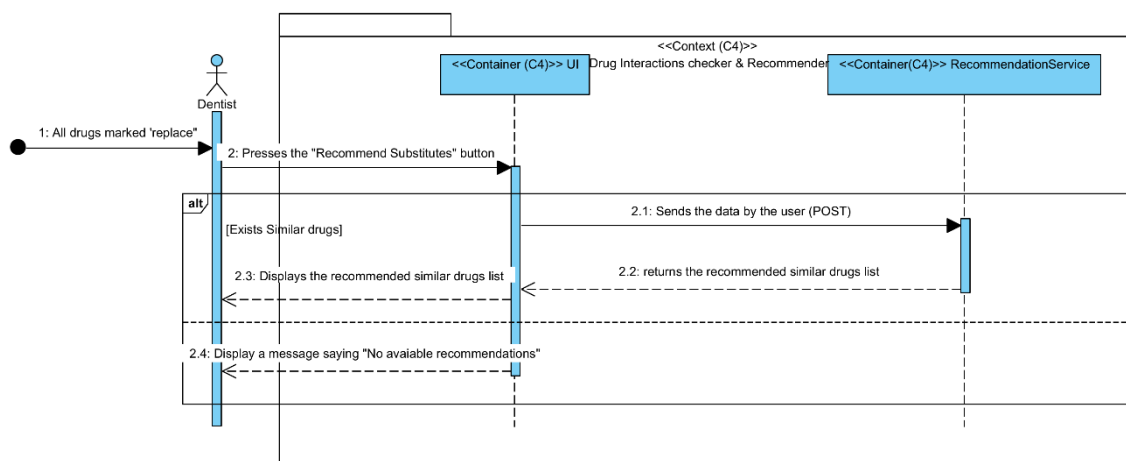 <<Context (C4)>>
Drug Interactions checker & Recommender
<<Container (C4)>> UI
<<Container(C4)>> RecommendationService
Dentist
1: All drugs marked 'replace"
2: Presses the "Recommend Substitutes" button
alt
[Exists Similar drugs]
2.1: Sends the data by the user (POST)
2.2: returns the recommended similar drugs list
2.3: Displays the recommended similar drugs list
2.4: Display a message saying "No avaiable recommendations"